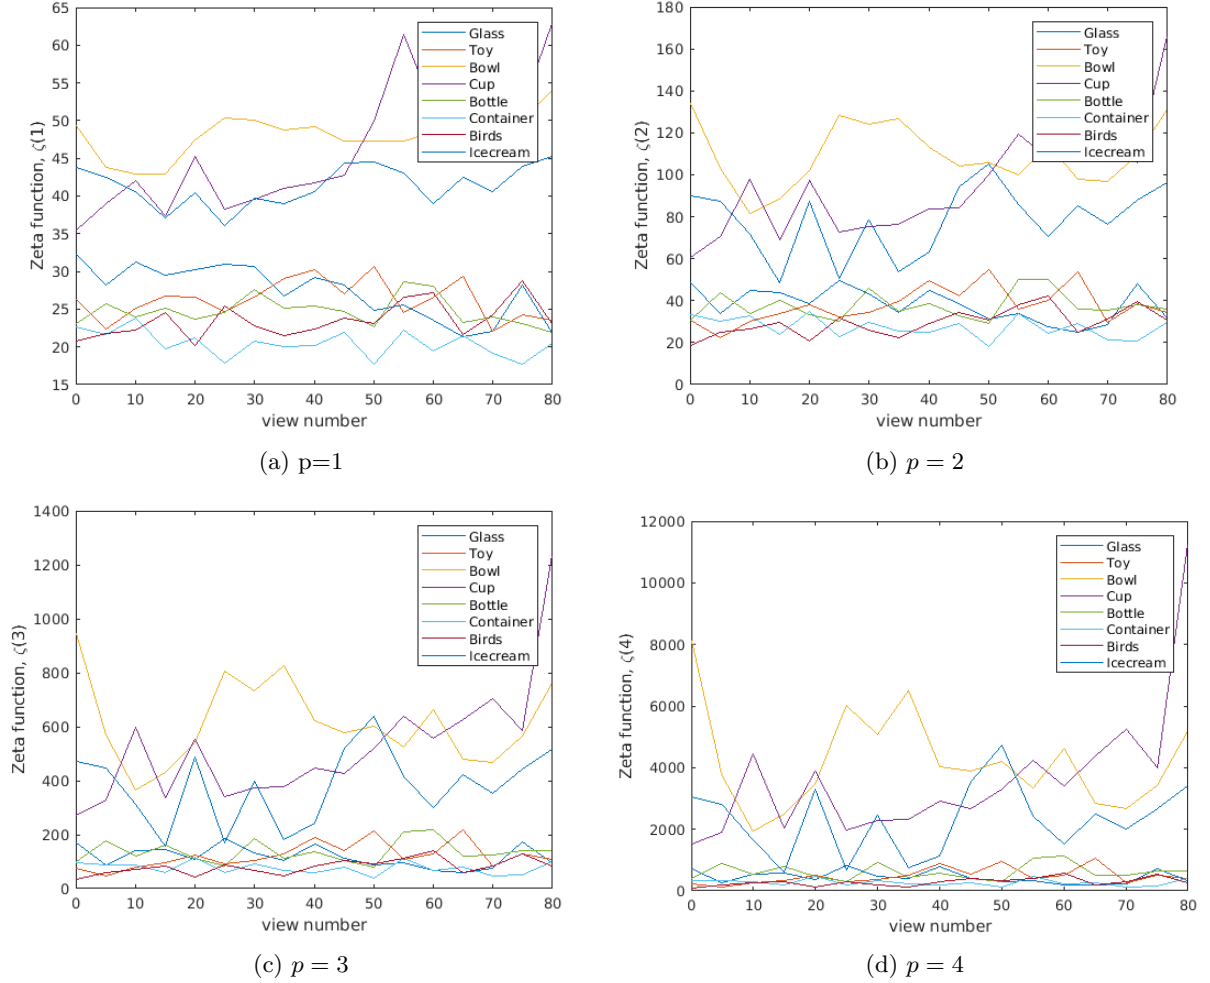 65
60
55
50
45
40
35
30
25
20
15
Zeta function, ζ(1)
0 10 20 30 40 50 60 70 80
view number
Glass
Toy
Bowl
Cup
Bottle
Container
Birds
Icecream
(a) p=1
180
160
140
120
100
80
60
40
20
0
Zeta function, ζ(2)
0 10 20 30 40 50 60 70 80
view number
Glass
Toy
Bowl
Cup
Bottle
Container
Birds
Icecream
(b) p = 2
1400
1200
1000
800
600
400
200
0
Zeta function, ζ(3)
0 10 20 30 40 50 60 70 80
view number
Glass
Toy
Bowl
Cup
Bottle
Container
Birds
Icecream
(c) p = 3
12000
10000
8000
6000
4000
2000
0
Zeta function, ζ(4)
0 10 20 30 40 50 60 70 80
view number
Glass
Toy
Bowl
Cup
Bottle
Container
Birds
Icecream
(d) p = 4